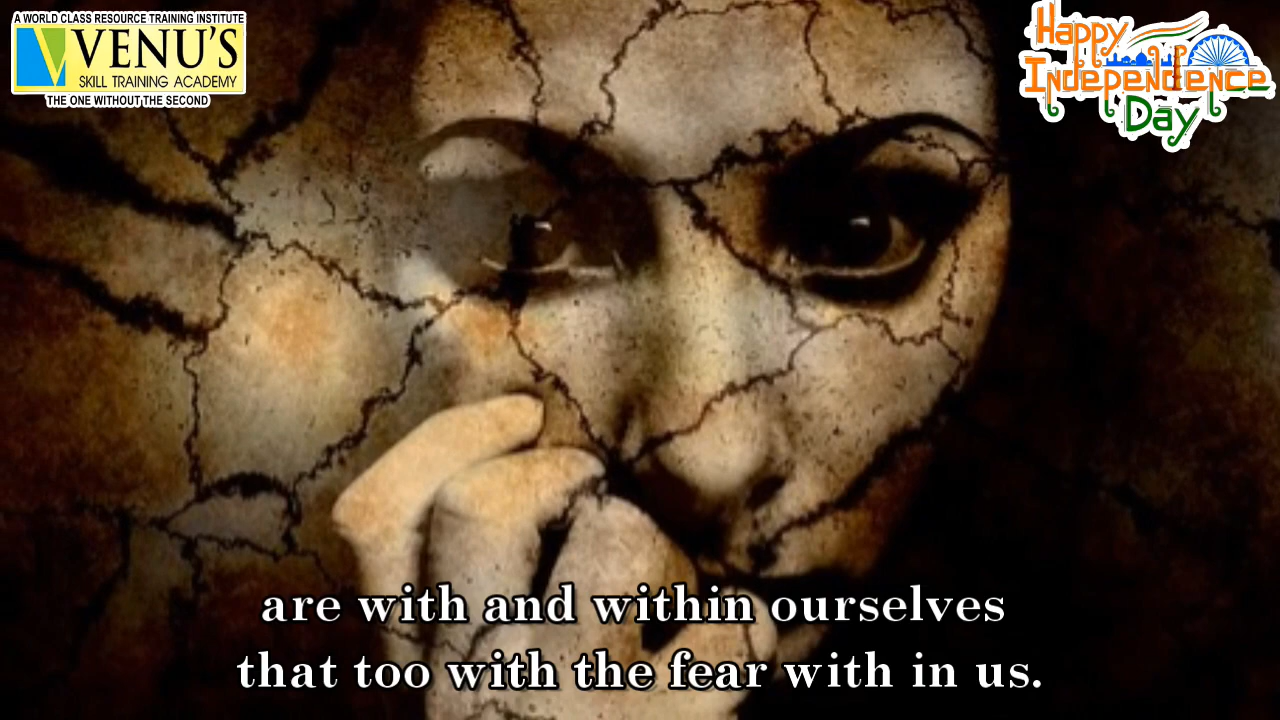 A WORLD CLASS RESOURCE TRAINING INSTITUTE
VENU'S
SKILL TRAINING ACADEMY
THE ONE WITHOUT THE SECOND
Happy
Independence
Day
are with and within ourselves
that too with the fear with in us.